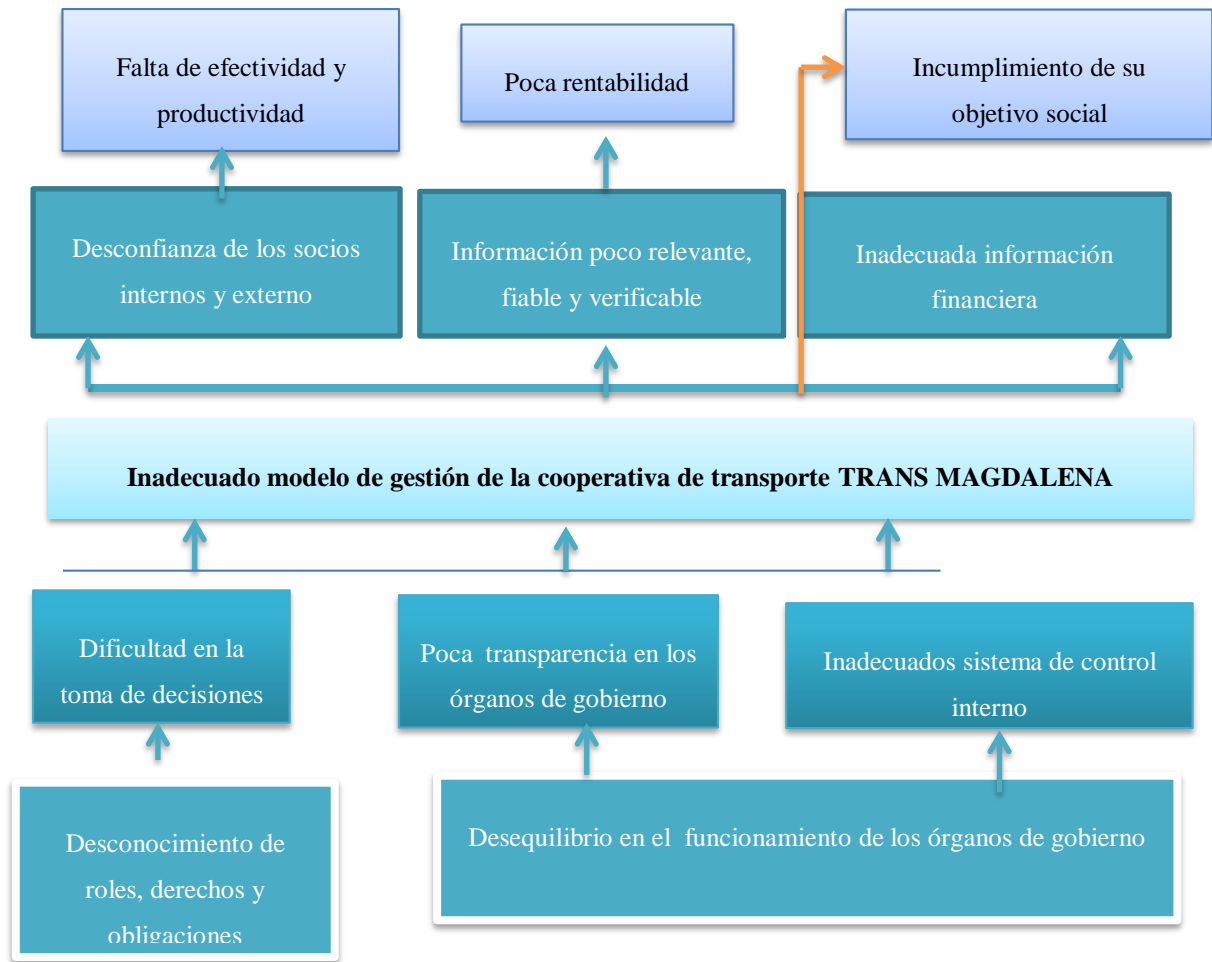 Falta de efectividad y
productividad
Poca rentabilidad
Incumplimiento de su
objetivo social
Desconfianza de los socios
internos y externo
Información poco relevante,
fiable y verificable
Inadecuada información
financiera
Inadecuado modelo de gestión de la cooperativa de transporte TRANS MAGDALENA
Dificultad en la
toma de decisiones
Poca  transparencia en los
órganos de gobierno
Inadecuados sistema de control
interno
Desconocimiento de
roles, derechos y
obligaciones
Desequilibrio en el  funcionamiento de los órganos de gobierno